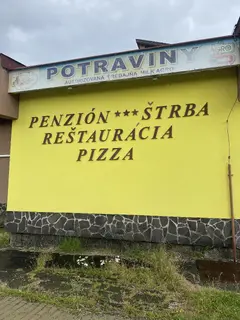 POTRAVINY
PENZIÓN *** ŠTRBA
REŠTAURÁCIA
PIZZA